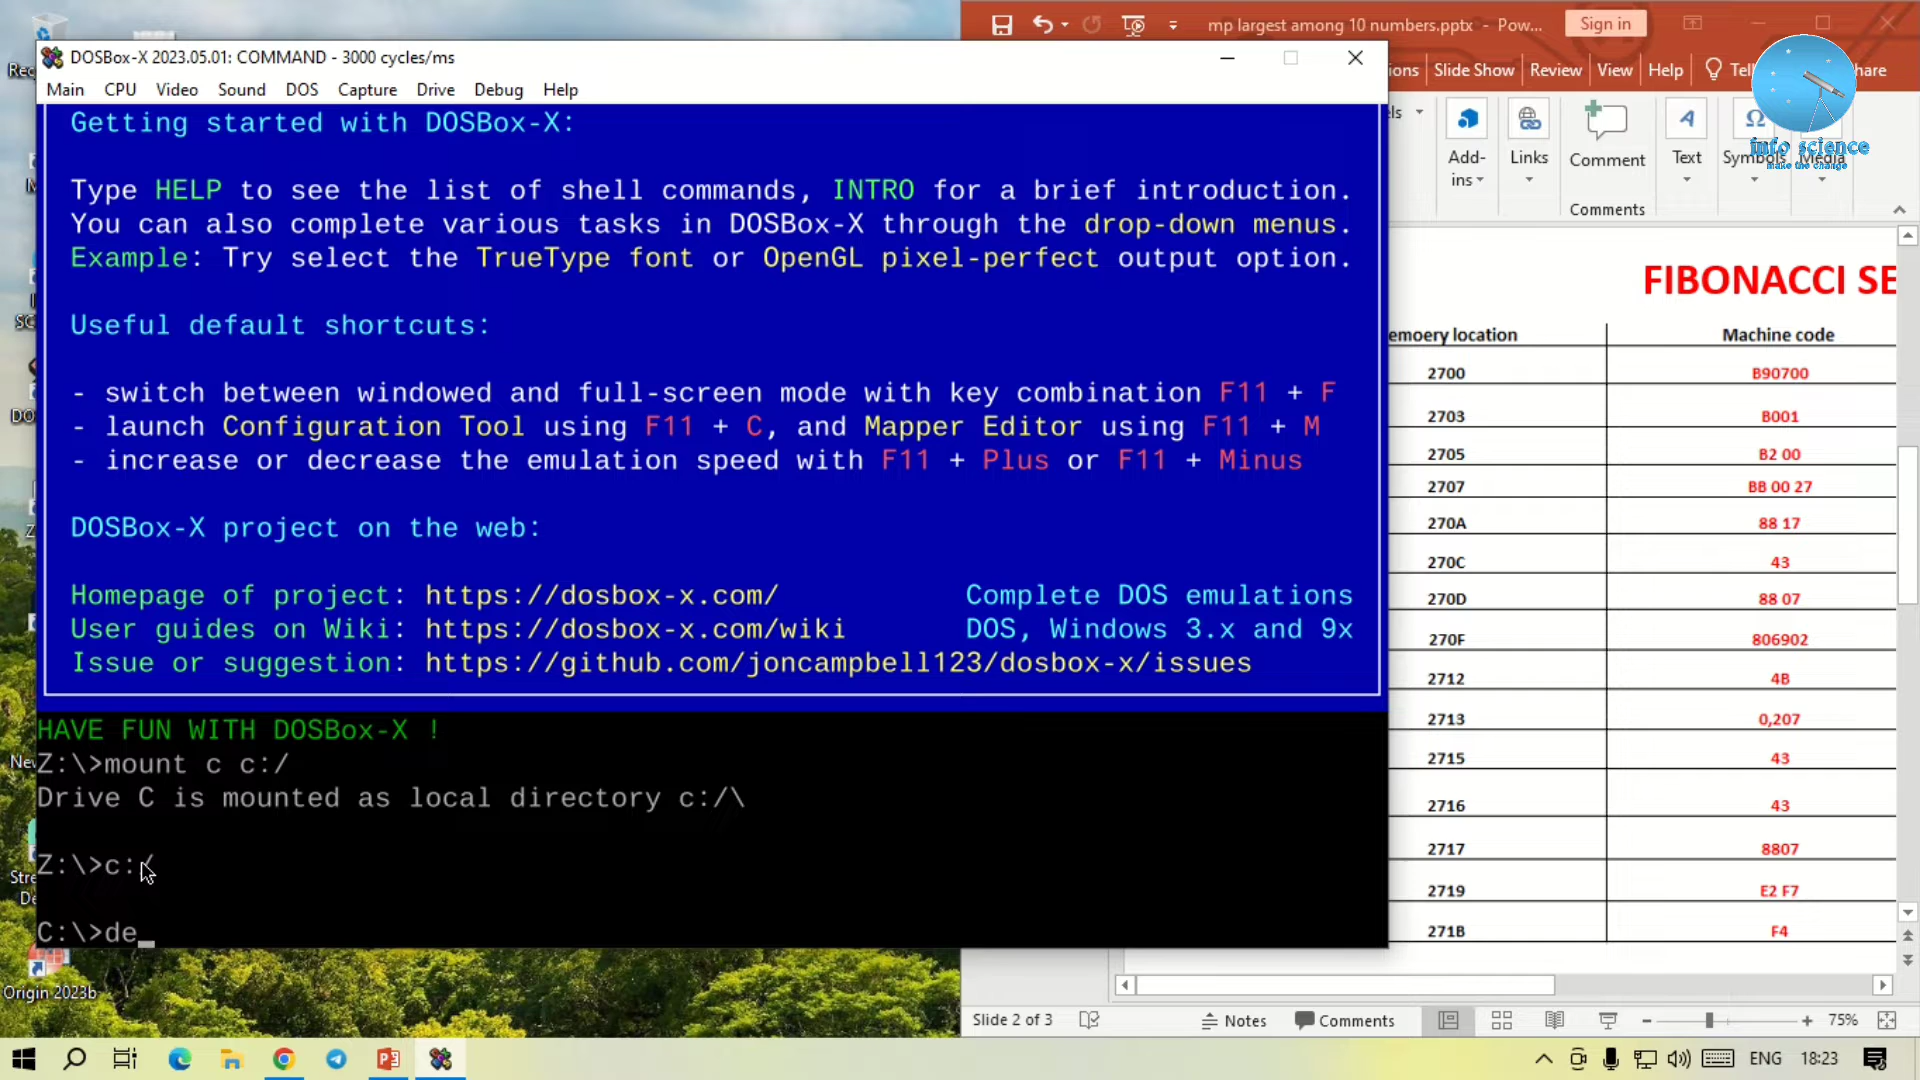 mp largest among 10 numbers.pptx - Pow...
Sign in
DOSBox-X 2023.05.01: COMMAND - 3000 cycles/ms
Main CPU Video Sound DOS Capture Drive Debug Help
Slide Show Review View Help
info science
make the change
Getting started with DOSBox-X:
Type HELP to see the list of shell commands, INTRO for a brief introduction.
You can also complete various tasks in DOSBox-X through the drop-down menus.
Example: Try select the TrueType font or OpenGL pixel-perfect output option.
Useful default shortcuts:
- switch between windowed and full-screen mode with key combination F11 + F
- launch Configuration Tool using F11 + C, and Mapper Editor using F11 + M
- increase or decrease the emulation speed with F11 + Plus or F11 + Minus
DOSBox-X project on the web:
Homepage of project: https://dosbox-x.com/ Complete DOS emulations
User guides on Wiki: https://dosbox-x.com/wiki DOS, Windows 3.x and 9x
Issue or suggestion: https://github.com/joncampbell123/dosbox-x/issues
HAVE FUN WITH DOSBox-X !
Z:\>mount c c:/
Drive C is mounted as local directory c:/\
Z:\>c:/
C:\>de_
Add-ins
Links
Comment
Text
Symbols
Media
Comments
FIBONACCI SE
emoery location Machine code
2700 B90700
2703 B001
2705 B2 00
2707 BB 00 27
270A 88 17
270C 43
270D 88 07
270F 806902
2712 4B
2713 0,207
2715 43
2716 43
2717 8807
2719 E2 F7
271B F4
Origin 2023b
Slide 2 of 3 Notes Comments 75%
ENG 18:23